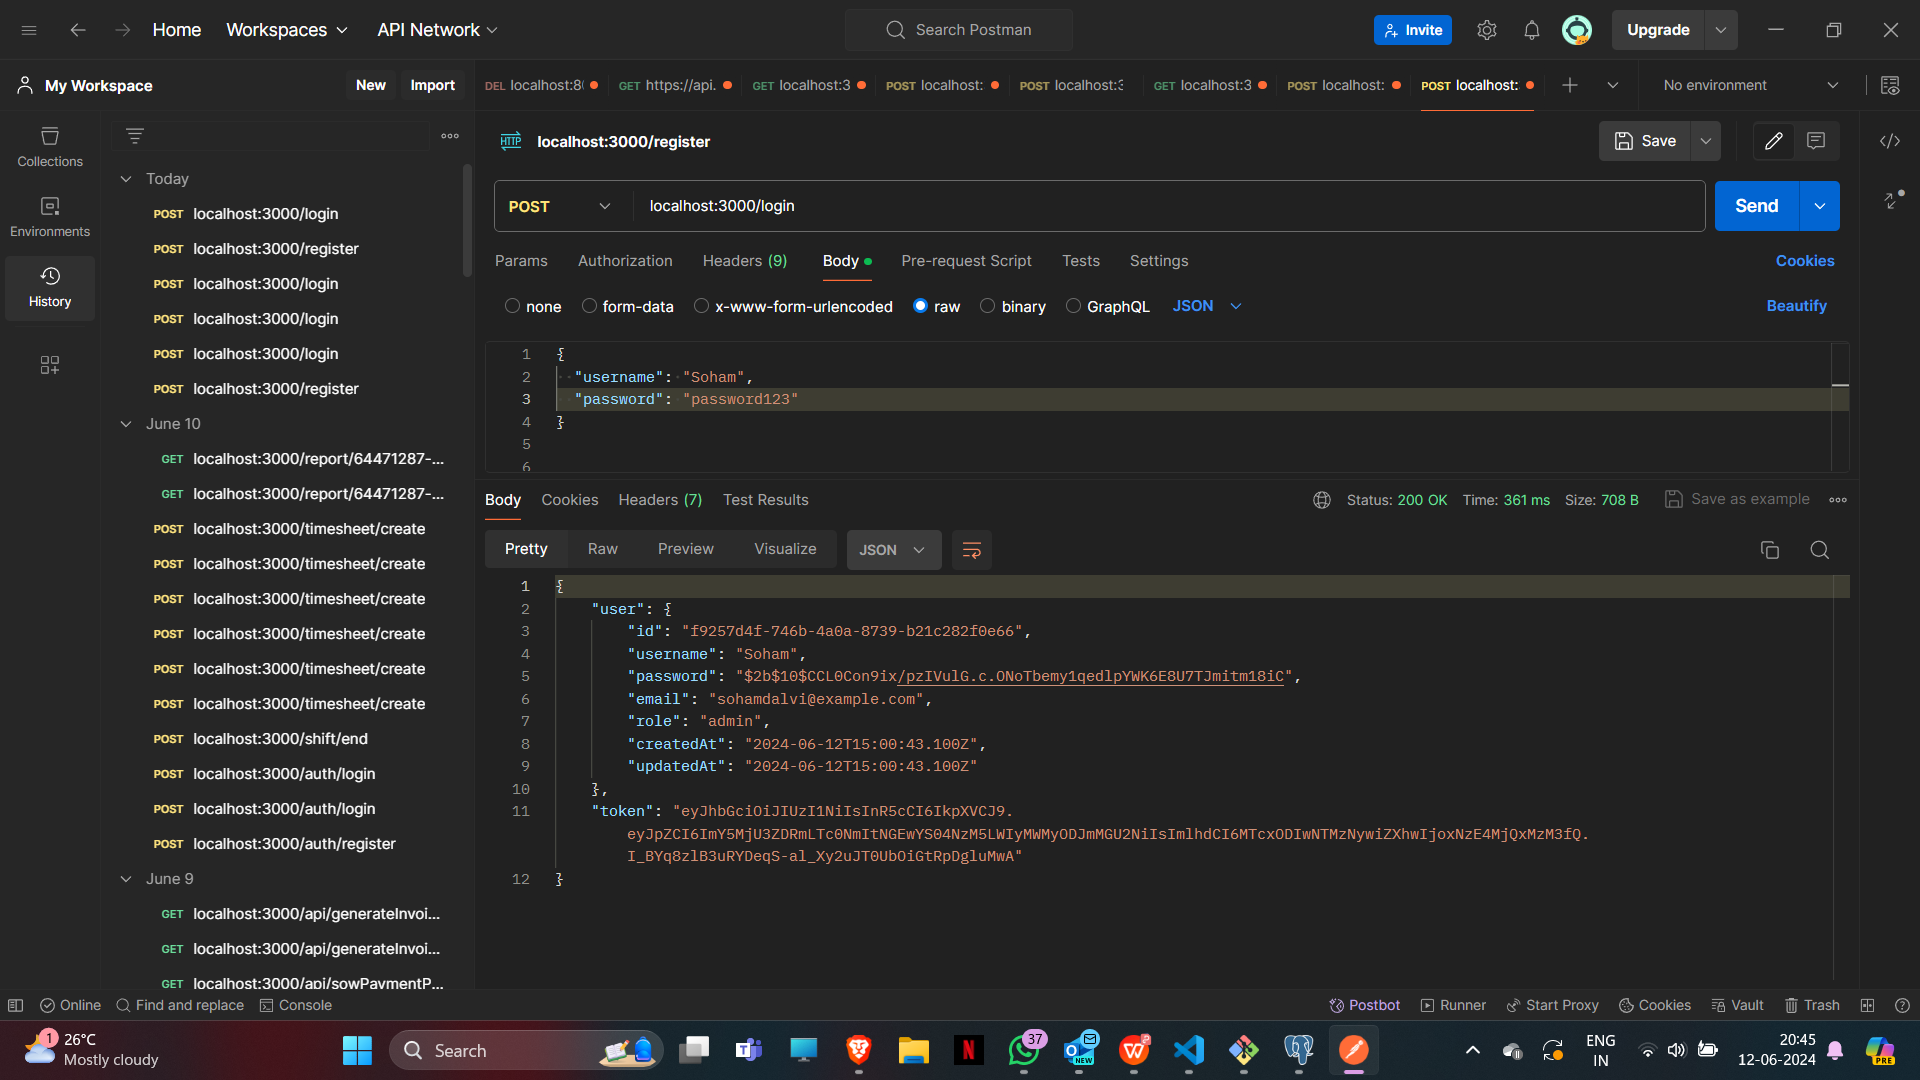 Home Workspaces API Network Search Postman Invite Upgrade
My Workspace New Import DEL localhost:8 GET https://api. GET localhost:3 POST localhost: POST localhost:3 GET localhost:3 POST localhost: POST localhost: No environment
Collections
Environments
History
Today
POST localhost:3000/login
POST localhost:3000/register
POST localhost:3000/login
POST localhost:3000/login
POST localhost:3000/login
POST localhost:3000/register
June 10
GET localhost:3000/report/64471287-...
GET localhost:3000/report/64471287-...
POST localhost:3000/timesheet/create
POST localhost:3000/timesheet/create
POST localhost:3000/timesheet/create
POST localhost:3000/timesheet/create
POST localhost:3000/timesheet/create
POST localhost:3000/timesheet/create
POST localhost:3000/shift/end
POST localhost:3000/auth/login
POST localhost:3000/auth/login
POST localhost:3000/auth/register
June 9
GET localhost:3000/api/generateInvoi...
GET localhost:3000/api/generateInvoi...
GET localhost:3000/api/sowPaymentP...
HTTP localhost:3000/register Save
POST localhost:3000/login Send
Params Authorization Headers (9) Body Pre-request Script Tests Settings Cookies
none form-data x-www-form-urlencoded raw binary GraphQL JSON Beautify
1 {
2 "username": "Soham",
3 "password": "password123"
4 }
5
6
Body Cookies Headers (7) Test Results Status: 200 OK Time: 361 ms Size: 708 B Save as example
Pretty Raw Preview Visualize JSON
1 {
2 "user": {
3 "id": "f9257d4f-746b-4a0a-8739-b21c282f0e66",
4 "username": "Soham",
5 "password": "$2b$10$CCL0Con9ix/pzIVulG.c.ONoTbemy1qedlpYWK6E8U7TJmitm18iC",
6 "email": "sohamdalvi@example.com",
7 "role": "admin",
8 "createdAt": "2024-06-12T15:00:43.100Z",
9 "updatedAt": "2024-06-12T15:00:43.100Z"
10 },
11 "token": "eyJhbGciOiJIUzI1NiIsInR5cCI6IkpXVCJ9.
eyJpZCI6ImY5MjU3ZDRmLTc0NmItNGEwYS04NzM5LWIyMWMyODJmMGU2NiIsImlhdCI6MTcxODIwNTMzNywiZXhwIjoxNzE4MjQxMzM3fQ.
I_BYq8zlB3uRYDeqS-al_Xy2uJT0UbOiGtRpDgluMwA"
12 }
Online Find and replace Console Postbot Runner Start Proxy Cookies Vault Trash
1 26°C
Mostly cloudy
Search
37
NEW
ENG
IN
20:45
12-06-2024
PRE